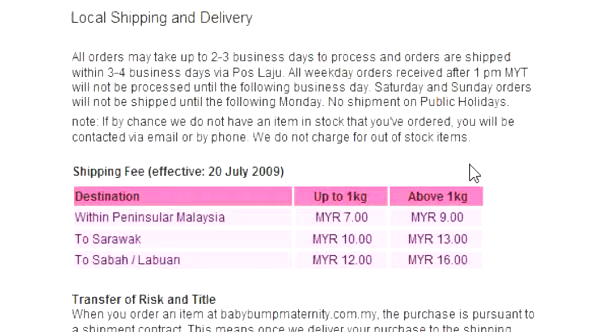 Local Shipping and Delivery
All orders may take up to 2-3 business days to process and orders are shipped
within 3-4 business days via Pos Laju. All weekday orders received after 1 pm MYT
will not be processed until the following business day. Saturday and Sunday orders
will not be shipped until the following Monday. No shipment on Public Holidays.
note: If by chance we do not have an item in stock that you've ordered, you will be
contacted via email or by phone. We do not charge for out of stock items.
Shipping Fee (effective: 20 July 2009)
Destination Up to 1kg Above 1kg
Within Peninsular Malaysia MYR 7.00 MYR 9.00
To Sarawak MYR 10.00 MYR 13.00
To Sabah / Labuan MYR 12.00 MYR 16.00
Transfer of Risk and Title
When you order an item at babybumpmaternity.com.my, the purchase is pursuant to
a shipment contract. This means once we deliver your purchase to the shipping